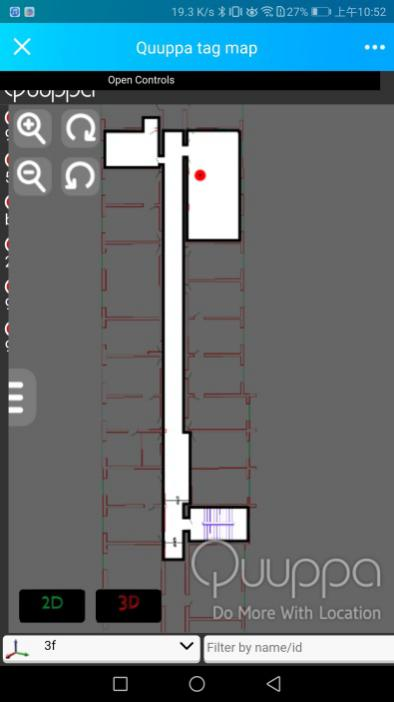 19.3 K/s 27% 上午10:52
Quuppa tag map
Open Controls
Quuppa
2D 3D
Quuppa
Do More With Location
3f Filter by name/id